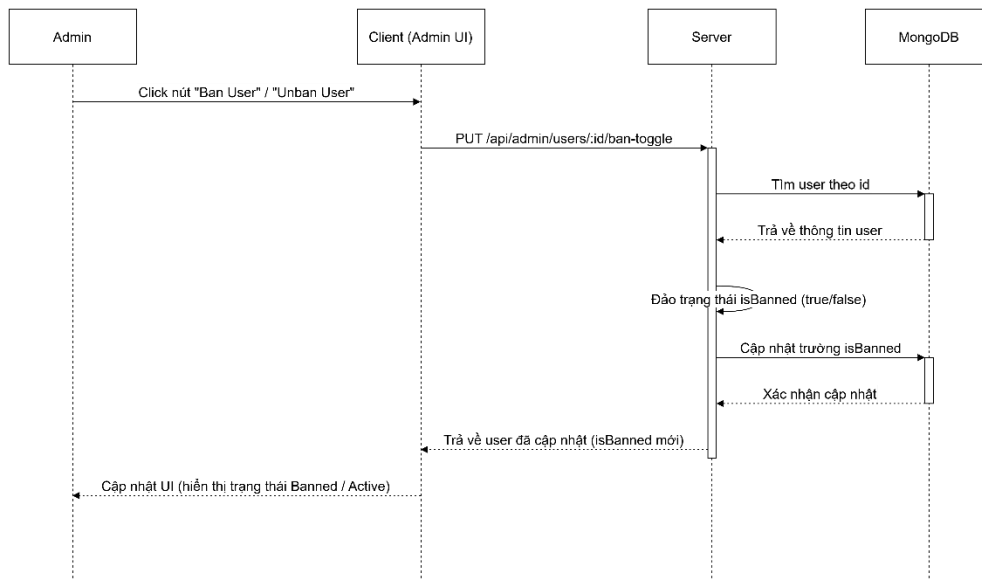 Admin
Client (Admin UI)
Server
MongoDB
Click nút "Ban User" / "Unban User"
PUT /api/admin/users/:id/ban-toggle
Tìm user theo id
Trả về thông tin user
Đảo trạng thái isBanned (true/false)
Cập nhật trường isBanned
Xác nhận cập nhật
Trả về user đã cập nhật (isBanned mới)
Cập nhật UI (hiển thị trạng thái Banned / Active)